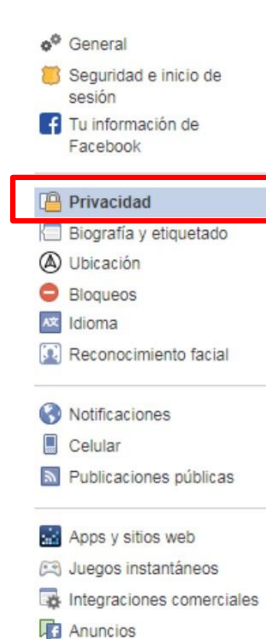 General
Seguridad e inicio de
sesión
Tu información de
Facebook
Privacidad
Biografía y etiquetado
Ubicación
Bloqueos
Idioma
Reconocimiento facial
Notificaciones
Celular
Publicaciones públicas
Apps y sitios web
Juegos instantáneos
Integraciones comerciales
Anuncios